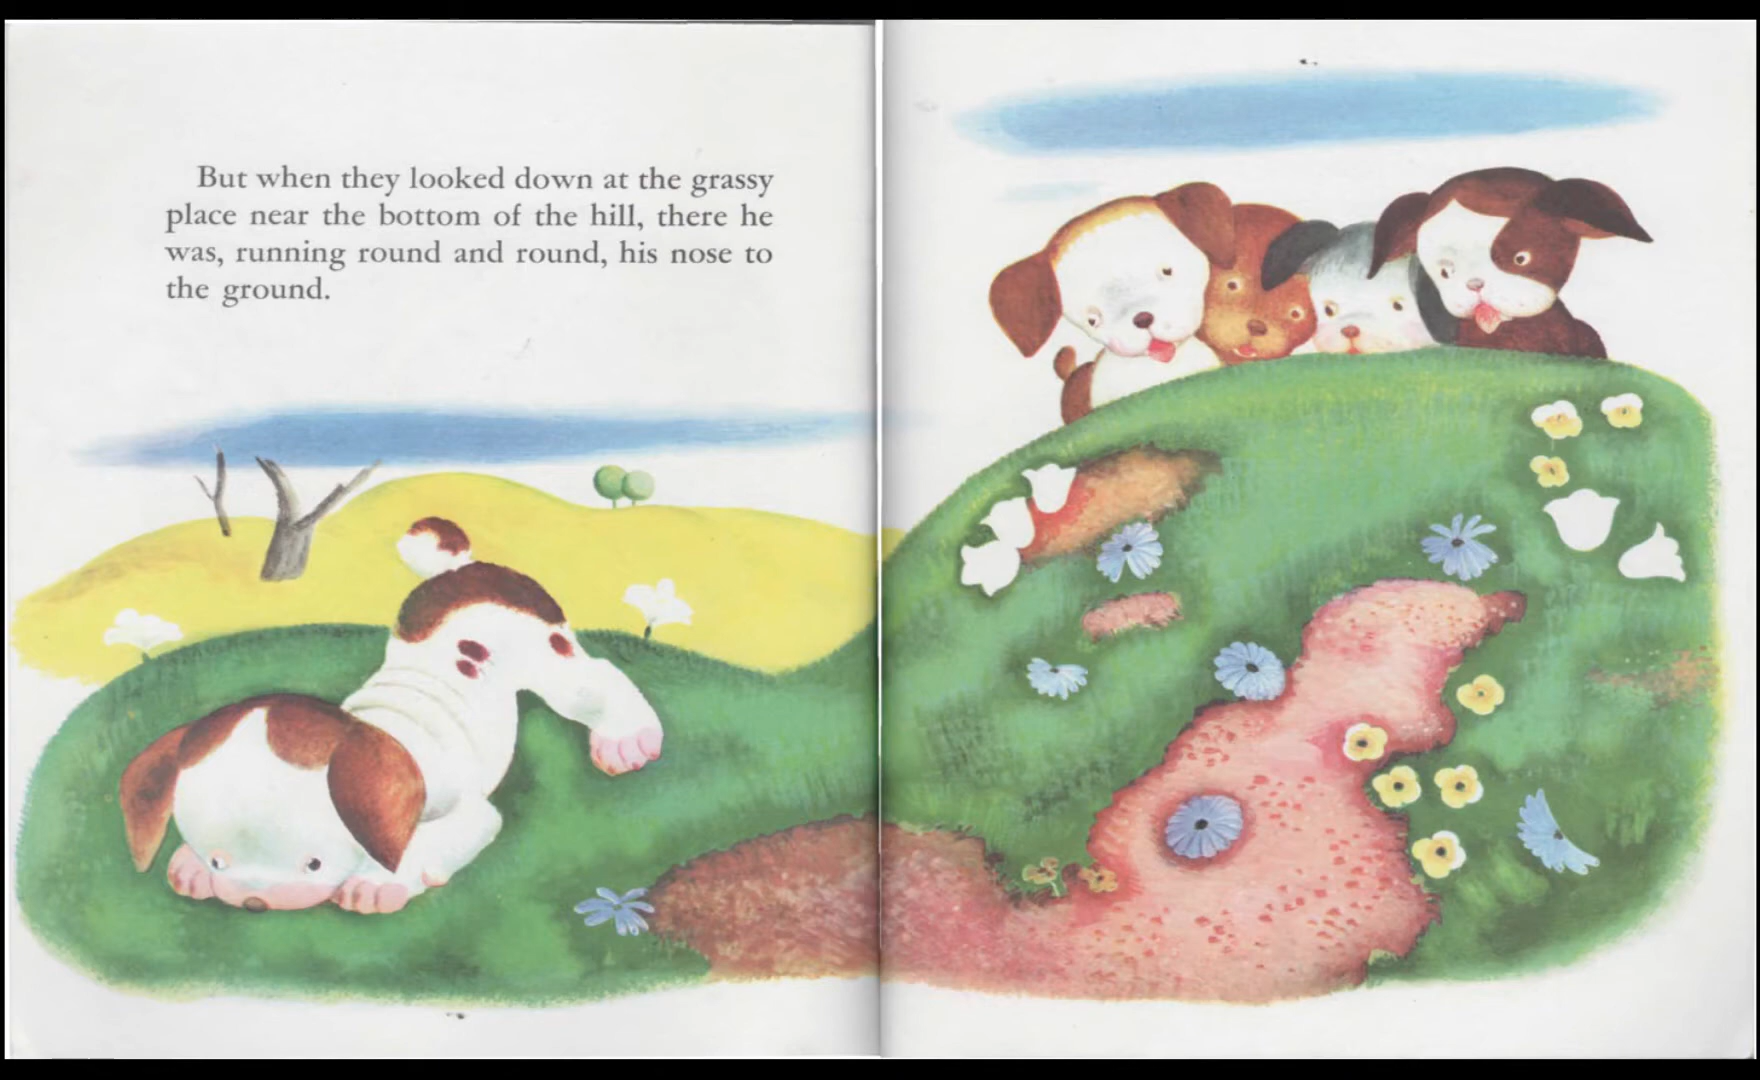 But when they looked down at the grassy
place near the bottom of the hill, there he
was, running round and round, his nose to
the ground.